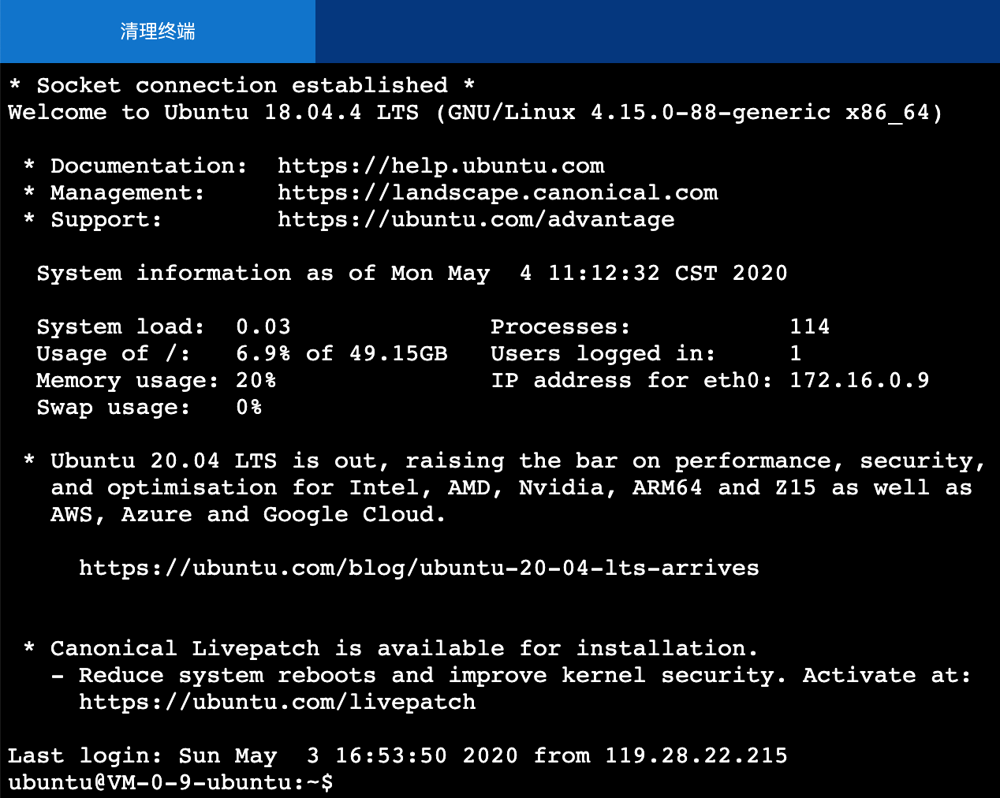 清理终端
* Socket connection established *
Welcome to Ubuntu 18.04.4 LTS (GNU/Linux 4.15.0-88-generic x86_64)
* Documentation:  https://help.ubuntu.com
* Management:     https://landscape.canonical.com
* Support:        https://ubuntu.com/advantage
System information as of Mon May  4 11:12:32 CST 2020
System load:  0.03              Processes:           114
Usage of /:   6.9% of 49.15GB   Users logged in:     1
Memory usage: 20%               IP address for eth0: 172.16.0.9
Swap usage:   0%
* Ubuntu 20.04 LTS is out, raising the bar on performance, security,
and optimisation for Intel, AMD, Nvidia, ARM64 and Z15 as well as
AWS, Azure and Google Cloud.
https://ubuntu.com/blog/ubuntu-20-04-lts-arrives
* Canonical Livepatch is available for installation.
- Reduce system reboots and improve kernel security. Activate at:
https://ubuntu.com/livepatch
Last login: Sun May  3 16:53:50 2020 from 119.28.22.215
ubuntu@VM-0-9-ubuntu:~$